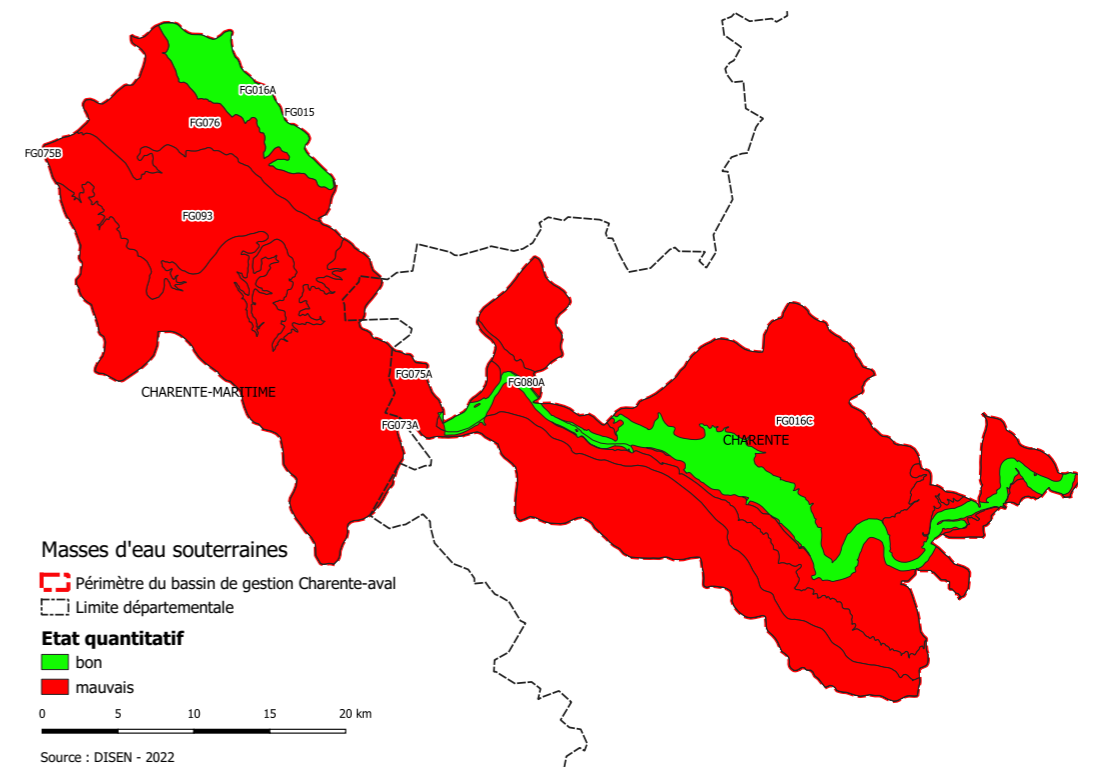 FG016A
FG015
FG076
FG075B
FG093
FG075A
FG080A
CHARENTE-MARITIME
FG016C
FG073A
CHARENTE
Masses d'eau souterraines
Périmètre du bassin de gestion Charente-aval
Limite départementale
Etat quantitatif
bon
mauvais
0 5 10 15 20 km
Source : DISEN - 2022